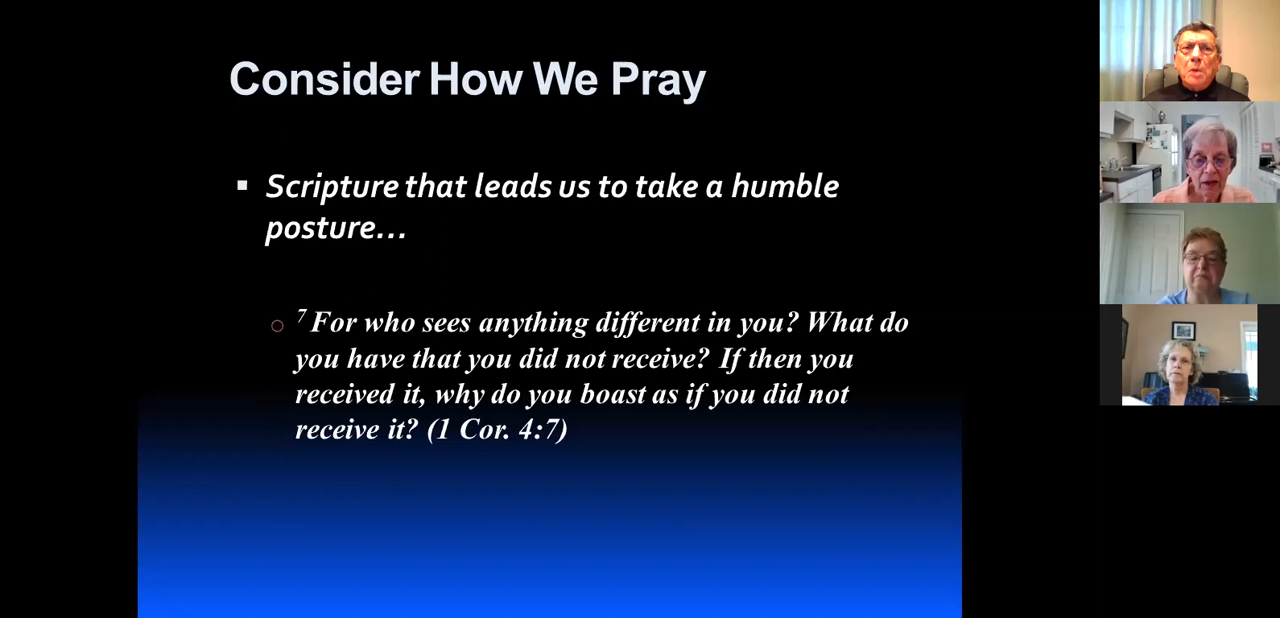 Consider How We Pray
▪ Scripture that leads us to take a humble
posture…
○ 7 For who sees anything different in you? What do
you have that you did not receive? If then you
received it, why do you boast as if you did not
receive it? (1 Cor. 4:7)